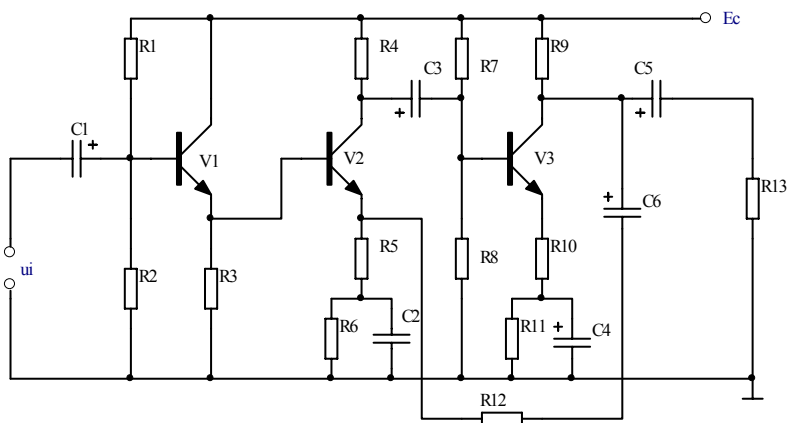 Ec
R1
R4
C3
R7
R9
C5
C1
V1
V2
V3
R13
C6
ui
R2
R3
R5
R8
R10
R6
C2
R11
C4
R12
+
+
+
+
+